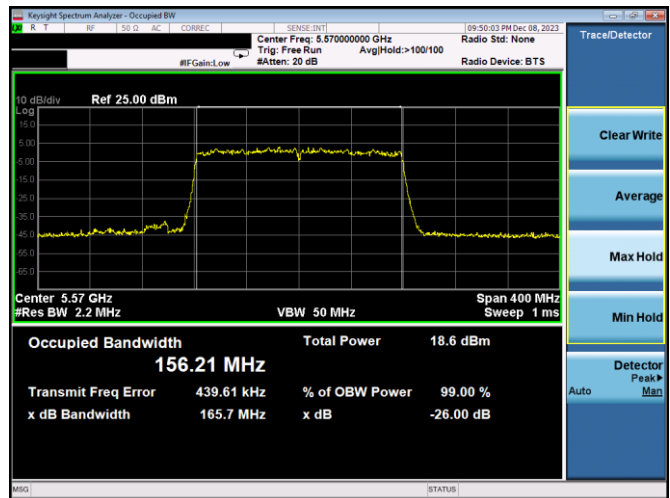 Keysight Spectrum Analyzer - Occupied BW
R T RF 50 Ω AC CORREC SENSE:INT 09:50:03 PM Dec 08, 2023
Center Freq: 5.570000000 GHz Radio Std: None
Trig: Free Run Avg|Hold:>100/100
#IFGain:Low #Atten: 20 dB Radio Device: BTS
Trace/Detector
10 dB/div Ref 25.00 dBm
Log
15.0
5.00
-5.00
-15.0
-25.0
-35.0
-45.0
-55.0
-65.0
Center 5.57 GHz Span 400 MHz
#Res BW 2.2 MHz VBW 50 MHz Sweep 1 ms
Occupied Bandwidth Total Power 18.6 dBm
156.21 MHz
Transmit Freq Error 439.61 kHz % of OBW Power 99.00 %
x dB Bandwidth 165.7 MHz x dB -26.00 dB
Clear Write
Average
Max Hold
Min Hold
Detector
Peak▶
Auto Man
MSG STATUS